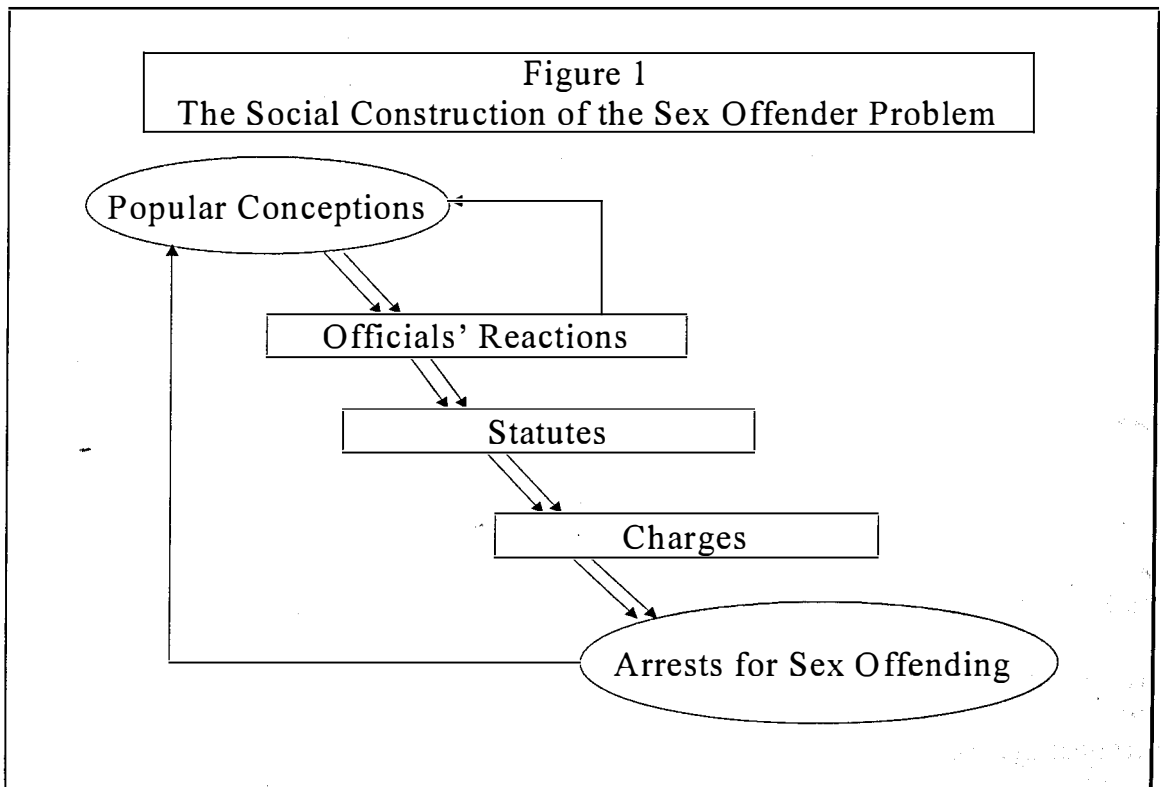 Figure 1
The Social Construction of the Sex Offender Problem
Popular Conceptions
Officials' Reactions
Statutes
Charges
Arrests for Sex Offending